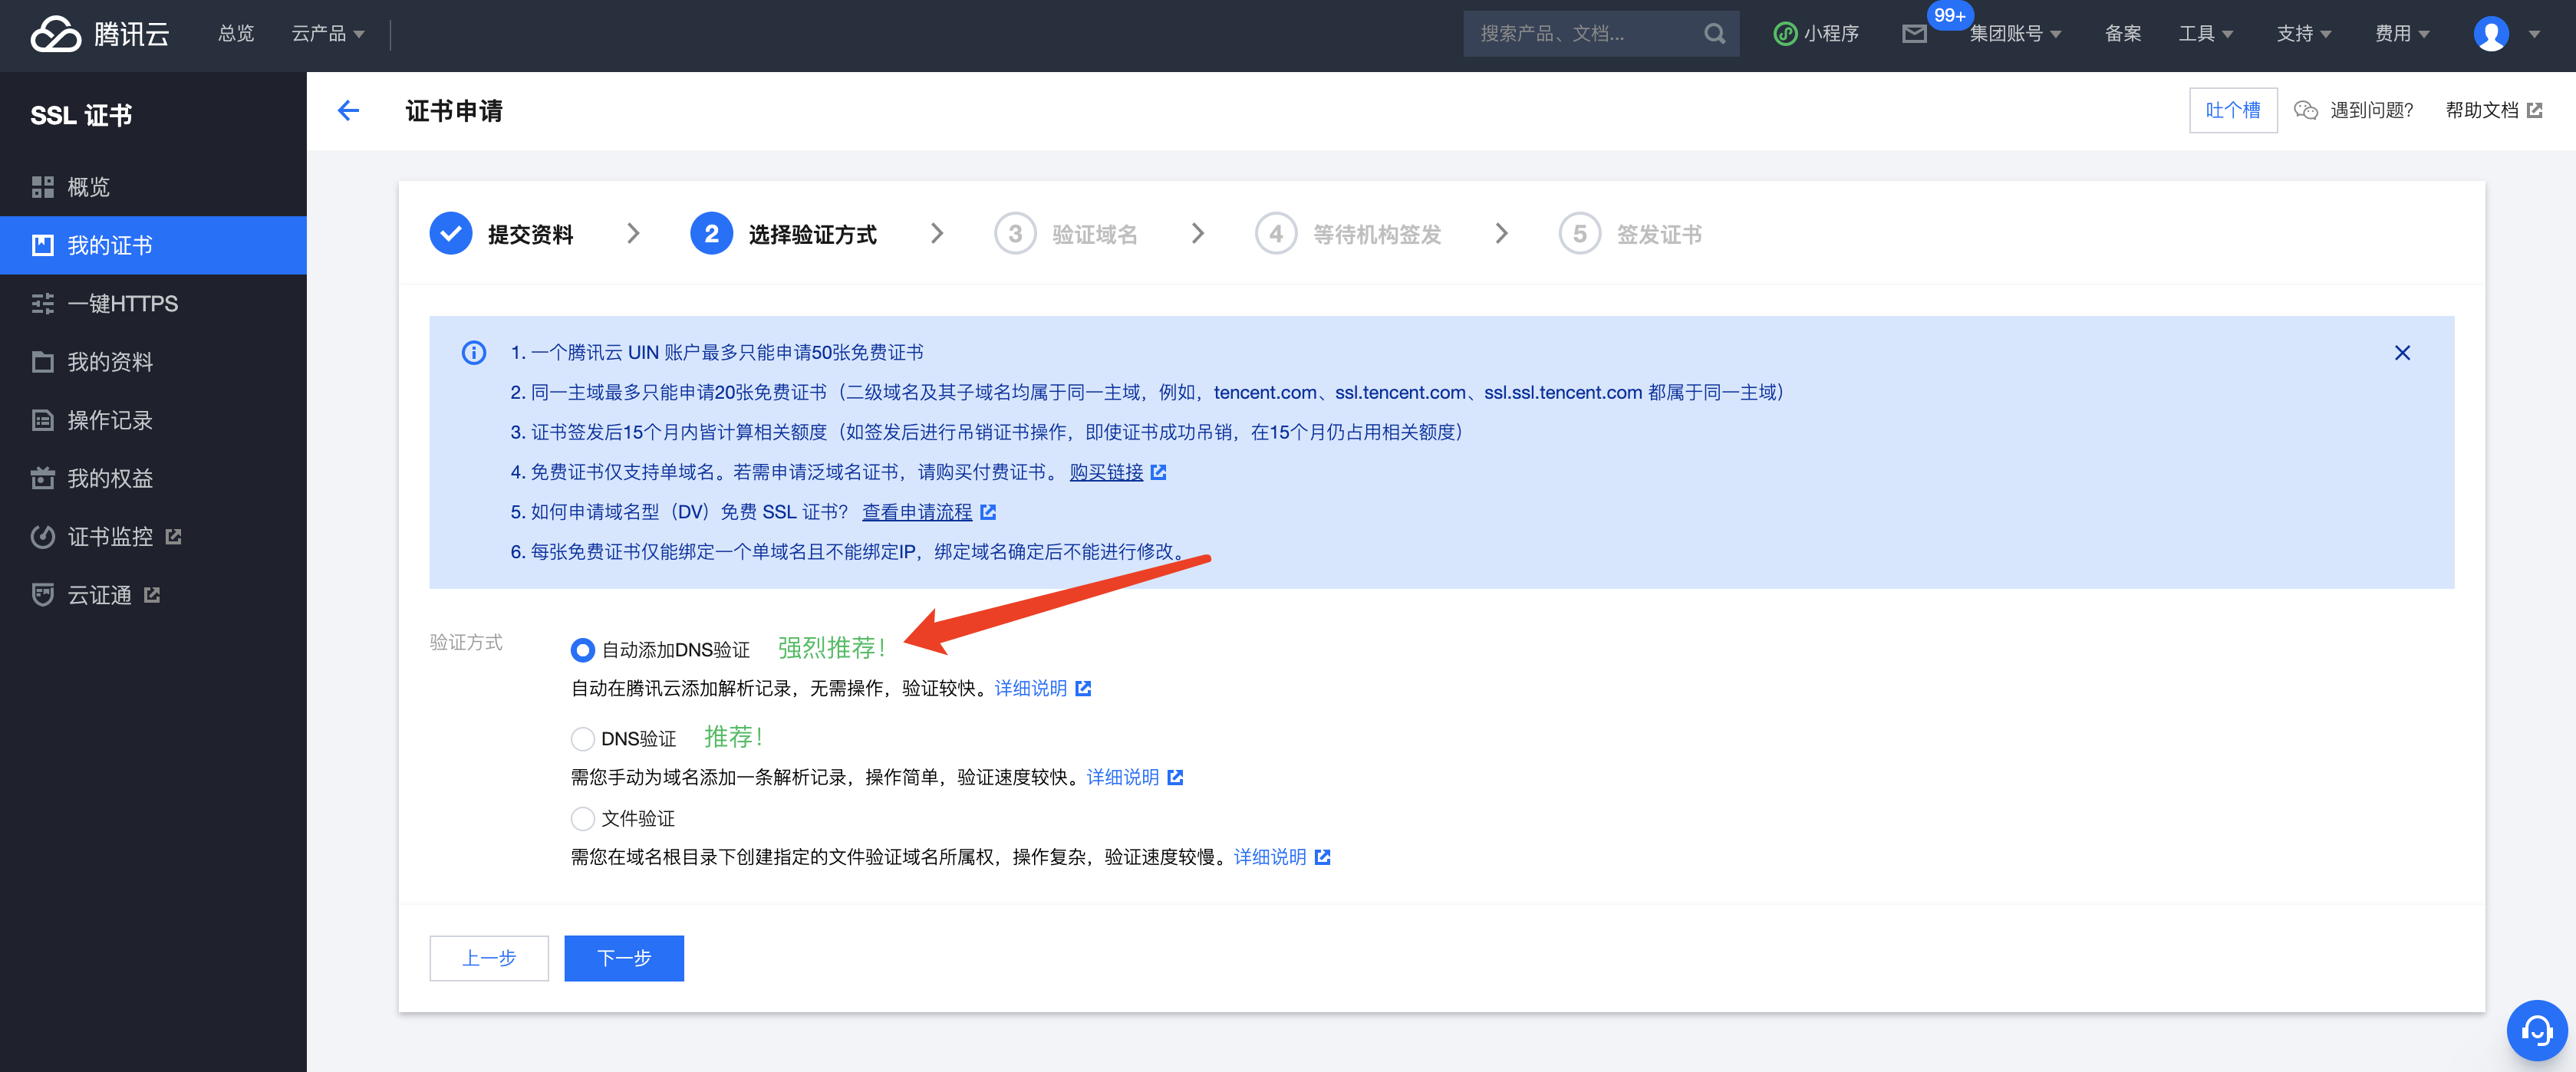 腾讯云
总览
云产品
搜索产品、文档...
小程序
99+
集团账号
备案
工具
支持
费用
SSL 证书
概览
我的证书
一键HTTPS
我的资料
操作记录
我的权益
证书监控
云证通
证书申请
吐个槽
遇到问题?
帮助文档
提交资料
2 选择验证方式
3 验证域名
4 等待机构签发
5 签发证书
1. 一个腾讯云 UIN 账户最多只能申请50张免费证书
2. 同一主域最多只能申请20张免费证书（二级域名及其子域名均属于同一主域，例如，tencent.com、ssl.tencent.com、ssl.ssl.tencent.com 都属于同一主域）
3. 证书签发后15个月内皆计算相关额度（如签发后进行吊销证书操作，即使证书成功吊销，在15个月仍占用相关额度）
4. 免费证书仅支持单域名。若需申请泛域名证书，请购买付费证书。 购买链接
5. 如何申请域名型（DV）免费 SSL 证书？ 查看申请流程
6. 每张免费证书仅能绑定一个单域名且不能绑定IP，绑定域名确定后不能进行修改。
验证方式
自动添加DNS验证 强烈推荐！
自动在腾讯云添加解析记录，无需操作，验证较快。详细说明
DNS验证 推荐！
需您手动为域名添加一条解析记录，操作简单，验证速度较快。详细说明
文件验证
需您在域名根目录下创建指定的文件验证域名所属权，操作复杂，验证速度较慢。详细说明
上一步
下一步